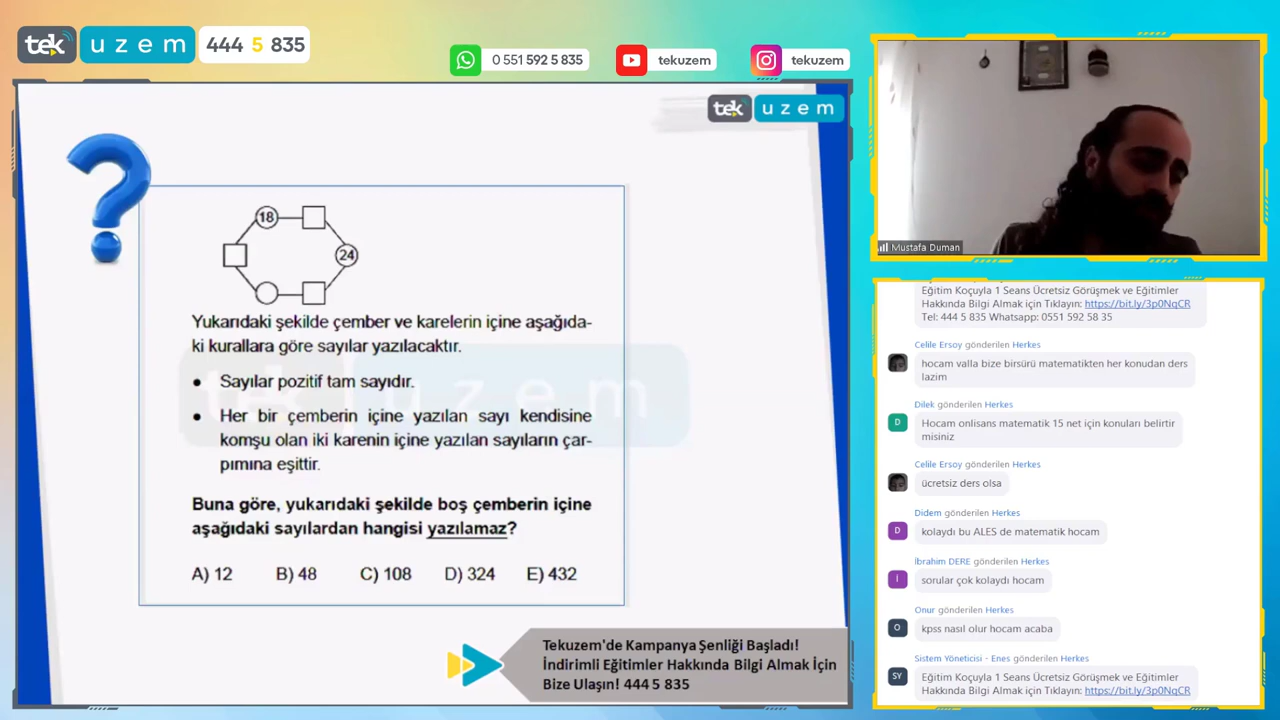 tek uzem 444 5 835
0 551 592 5 835
tekuzem
tekuzem
tek uzem
18
24
Yukarıdaki şekilde çember ve karelerin içine aşağıda-
ki kurallara göre sayılar yazılacaktır.
• Sayılar pozitif tam sayıdır.
• Her bir çemberin içine yazılan sayı kendisine
komşu olan iki karenin içine yazılan sayıların çar-
pımına eşittir.
Buna göre, yukarıdaki şekilde boş çemberin içine
aşağıdaki sayılardan hangisi yazılamaz?
A) 12 B) 48 C) 108 D) 324 E) 432
tek uzem
Tekuzem'de Kampanya Şenliği Başladı!
İndirimli Eğitimler Hakkında Bilgi Almak İçin
Bize Ulaşın! 444 5 835
Mustafa Duman
Eğitim Koçuyla 1 Seans Ücretsiz Görüşmek ve Eğitimler
Hakkında Bilgi Almak için Tıklayın: https://bit.ly/3p0NqCR
Tel: 444 5 835 Whatsapp: 0551 592 58 35
Celile Ersoy gönderilen Herkes
hocam valla bize birsürü matematikten her konudan ders
lazim
Dilek gönderilen Herkes
D
Hocam onlisans matematik 15 net için konuları belirtir
misiniz
Celile Ersoy gönderilen Herkes
ücretsiz ders olsa
Didem gönderilen Herkes
D
kolaydı bu ALES de matematik hocam
İbrahim DERE gönderilen Herkes
İ
sorular çok kolaydı hocam
Onur gönderilen Herkes
O
kpss nasıl olur hocam acaba
Sistem Yöneticisi - Enes gönderilen Herkes
SY
Eğitim Koçuyla 1 Seans Ücretsiz Görüşmek ve Eğitimler
Hakkında Bilgi Almak için Tıklayın: https://bit.ly/3p0NqCR